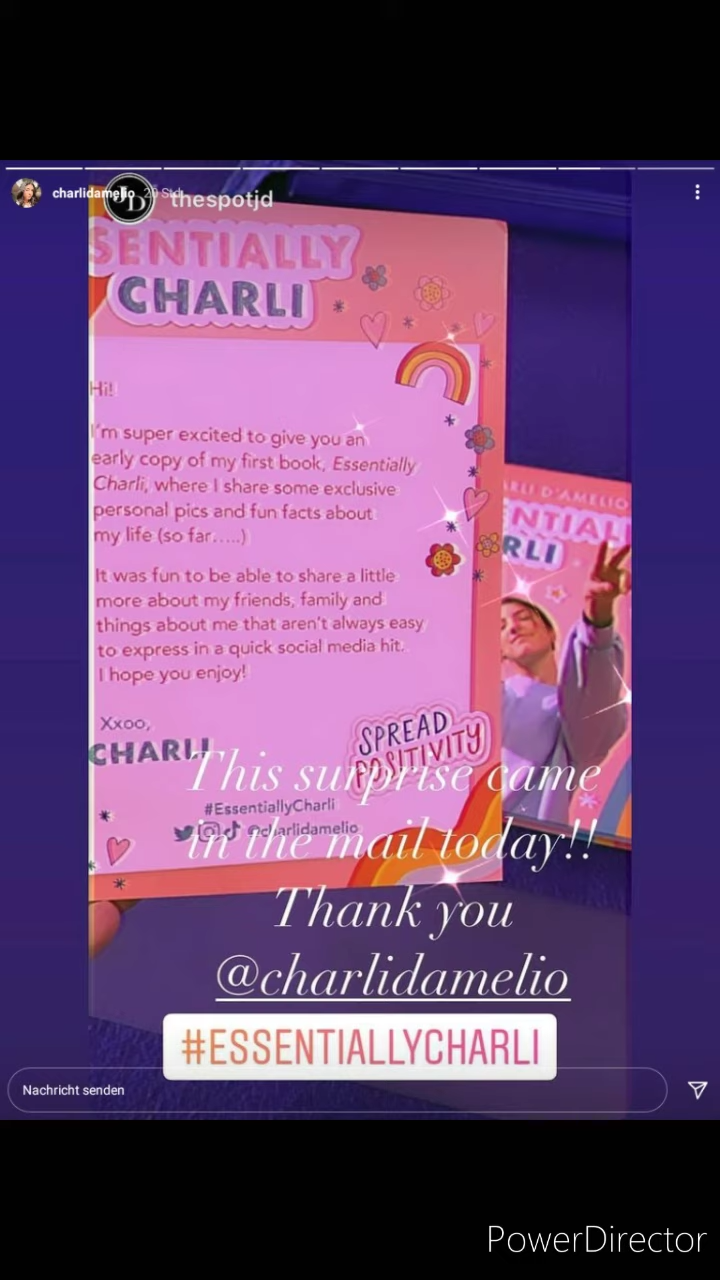 charlidamelio
JD
thespotjd
SENTIALLY
CHARLI
Hi!
I'm super excited to give you an
early copy of my first book, Essentially
Charli, where I share some exclusive
personal pics and fun facts about
my life (so far.....)
It was fun to be able to share a little
more about my friends, family and
things about me that aren't always easy
to express in a quick social media hit.
I hope you enjoy!
Xxoo,
CHARLI
SPREAD
POSITIVITY
#EssentiallyCharli
@charlidamelio
ARLI D'AMELIO
ENTIALL
RLI
This surprise came
in the mail today!!
Thank you
@charlidamelio
#ESSENTIALLYCHARLI
Nachricht senden
PowerDirector